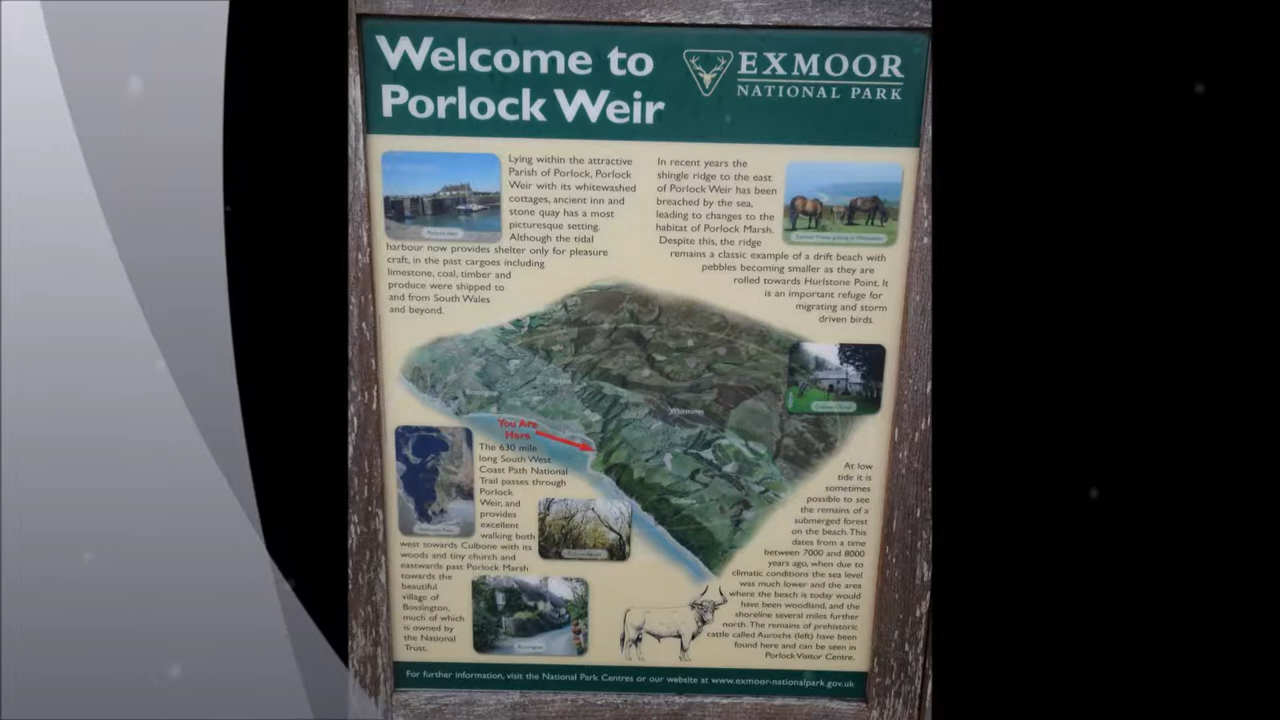 Welcome to
Porlock Weir
EXMOOR
NATIONAL PARK
Lying within the attractive
Parish of Porlock, Porlock
Weir with its whitewashed
cottages, ancient inn and
stone quay has a most
picturesque setting.
Although the tidal
harbour now provides shelter only for pleasure
craft, in the past cargoes including
limestone, coal, timber and
produce were shipped to
and from South Wales
and beyond.
In recent years the
shingle ridge to the east
of Porlock Weir has been
breached by the sea,
leading to changes to the
habitat of Porlock Marsh.
Despite this, the ridge
remains a classic example of a drift beach with
pebbles becoming smaller as they are
rolled towards Hurlstone Point. It
is an important refuge for
migrating and storm
driven birds.
Porlock Weir
Culbone Church
Whitstones
You Are
Here
The 630 mile
long South West
Coast Path National
Trail passes through
Porlock
Weir, and
provides
excellent
walking both
west towards Culbone with its
woods and tiny church and
eastwards past Porlock Marsh
towards the
beautiful
village of
Bossington,
much of which
is owned by
the National
Trust.
Bossington
At low
tide it is
sometimes
possible to see
the remains of a
submerged forest
on the beach. This
dates from a time
between 7000 and 8000
years ago, when due to
climatic conditions the sea level
was much lower and the area
where the beach is today would
have been woodland, and the
shoreline several miles further
north. The remains of prehistoric
cattle called Aurochs (left) have been
found here and can be seen in
Porlock Visitor Centre.
For further information, visit the National Park Centres or our website at www.exmoor-nationalpark.gov.uk